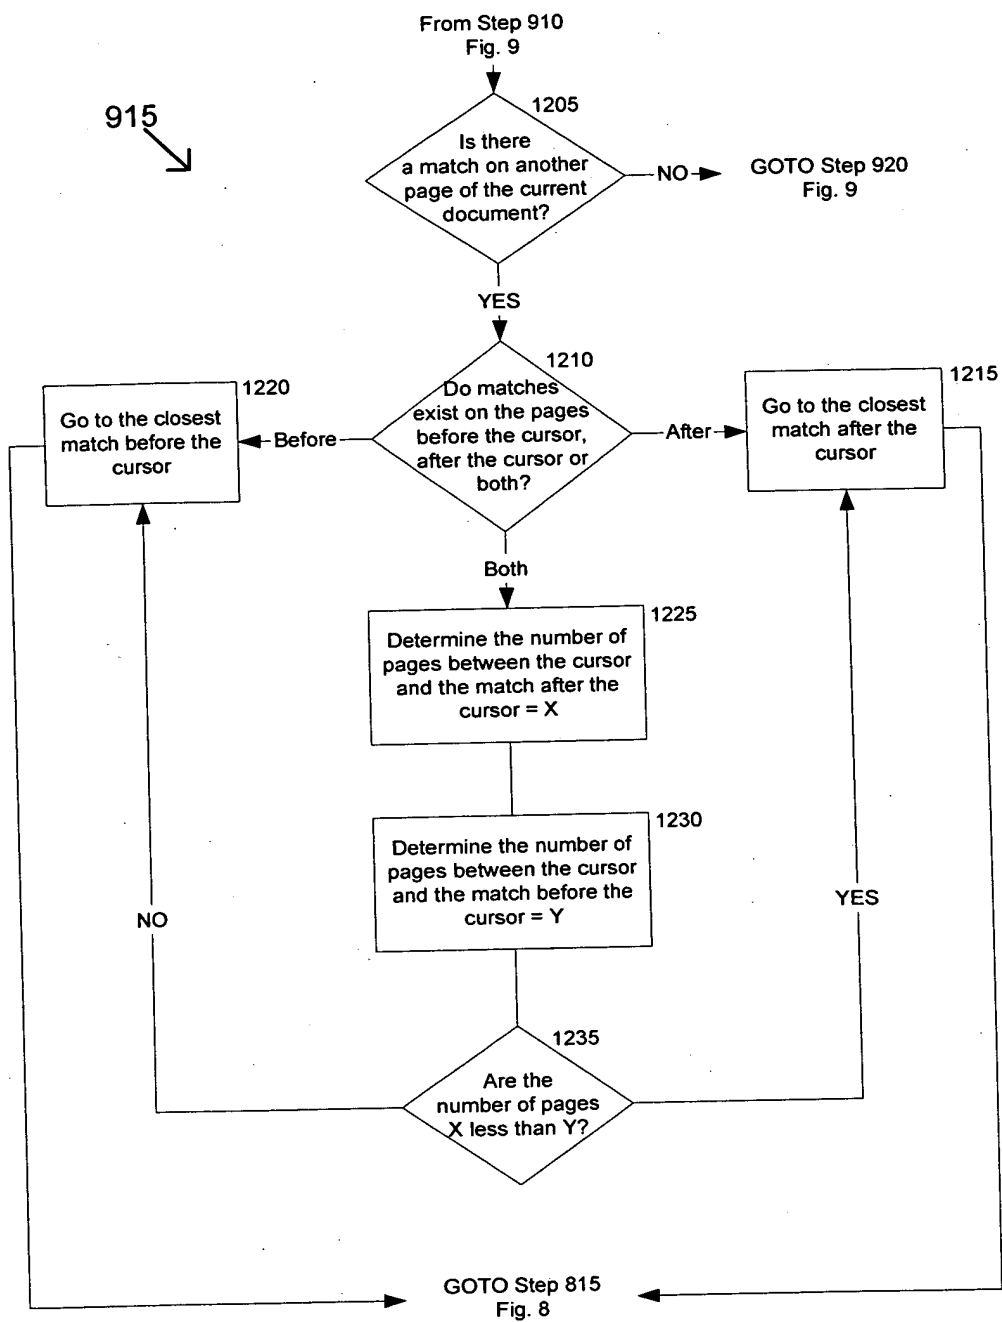 From Step 910
Fig. 9
915
1205
Is there
a match on another
page of the current
document?
NO
GOTO Step 920
Fig. 9
YES
1210
Do matches
exist on the pages
before the cursor,
after the cursor or
both?
Before
1220
Go to the closest
match before the
cursor
After
1215
Go to the closest
match after the
cursor
Both
1225
Determine the number of
pages between the cursor
and the match after the
cursor = X
1230
Determine the number of
pages between the cursor
and the match before the
cursor = Y
NO
YES
1235
Are the
number of pages
X less than Y?
GOTO Step 815
Fig. 8